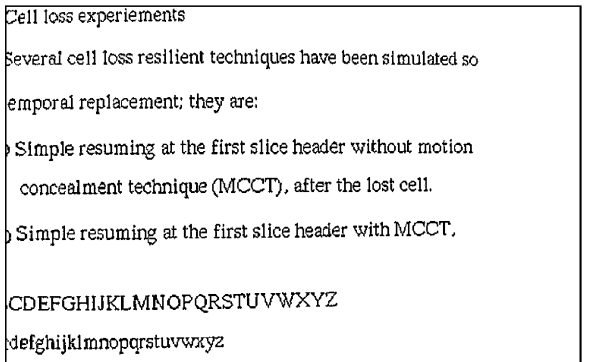 Cell loss experiements
Several cell loss resilient techniques have been simulated so
emporal replacement; they are:
) Simple resuming at the first slice header without motion
concealment technique (MCCT), after the lost cell.
) Simple resuming at the first slice header with MCCT,
CDEFGHIJKLMNOPQRSTUVWXYZ
defghijklmnopqrstuvwxyz